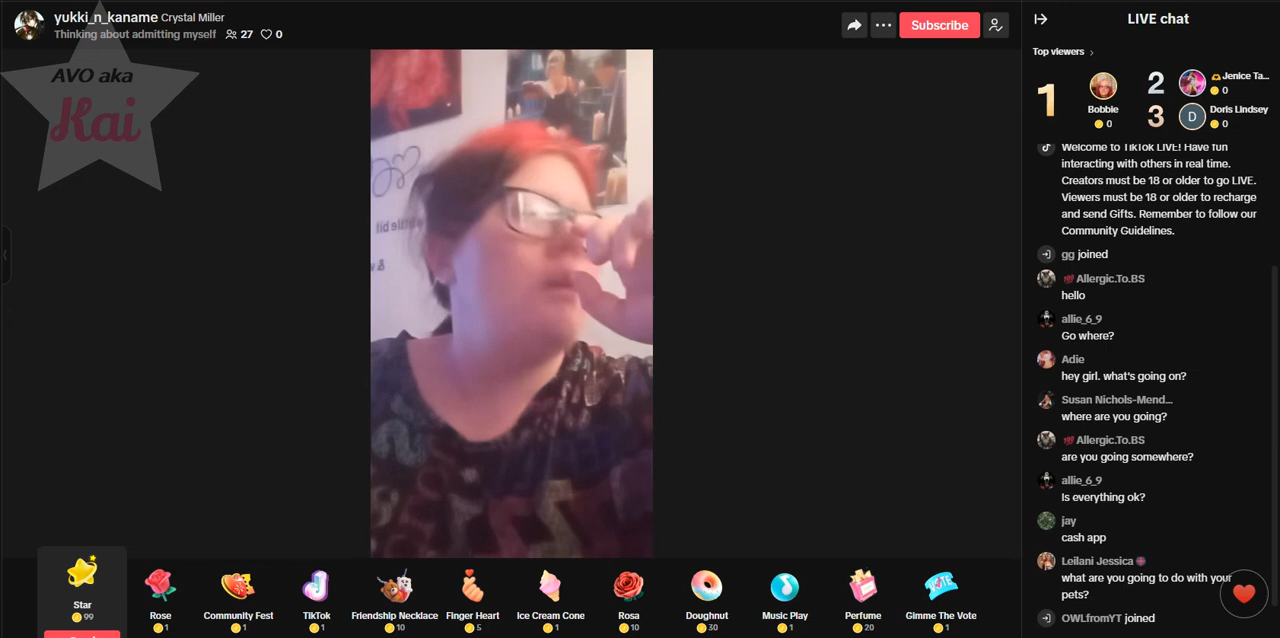 yukki_n_kaname Crystal Miller
Thinking about admitting myself 27 0
Subscribe
AVO aka
Kai
LIVE chat
Top viewers
1
Bobbie
0
2
Jenice Ta...
0
3
D
Doris Lindsey
0
Welcome to TikTok LIVE! Have fun
interacting with others in real time.
Creators must be 18 or older to go LIVE.
Viewers must be 18 or older to recharge
and send Gifts. Remember to follow our
Community Guidelines.
gg joined
💯 Allergic.To.BS
hello
allie_6_9
Go where?
Adie
hey girl. what's going on?
Susan Nichols-Mend...
where are you going?
💯 Allergic.To.BS
are you going somewhere?
allie_6_9
Is everything ok?
jay
cash app
Leilani Jessica
what are you going to do with your
pets?
OWLfromYT joined
Star
99
Rose
1
Community Fest
1
TikTok
1
Friendship Necklace
10
Finger Heart
5
Ice Cream Cone
1
Rosa
10
Doughnut
30
Music Play
1
Perfume
20
Gimme The Vote
1